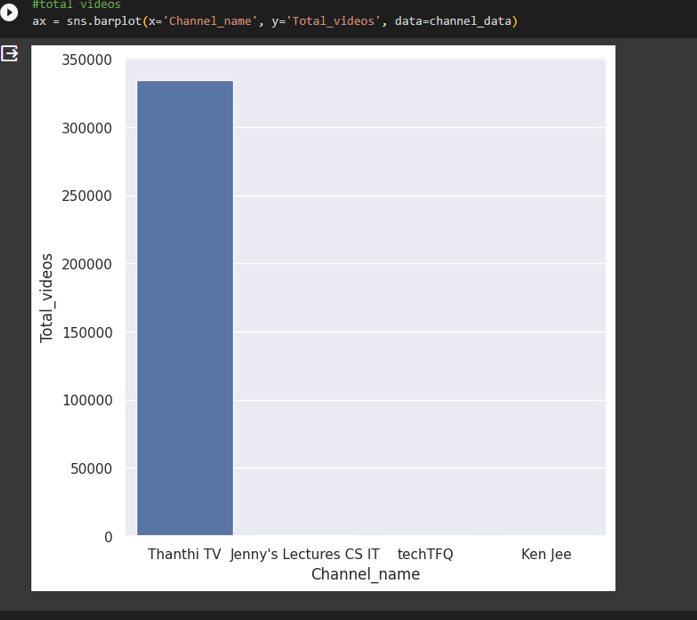 #total videos
ax = sns.barplot(x='Channel_name', y='Total_videos', data=channel_data)
350000
300000
250000
200000
150000
100000
50000
0
Total_videos
Thanthi TV Jenny's Lectures CS IT techTFQ Ken Jee
Channel_name